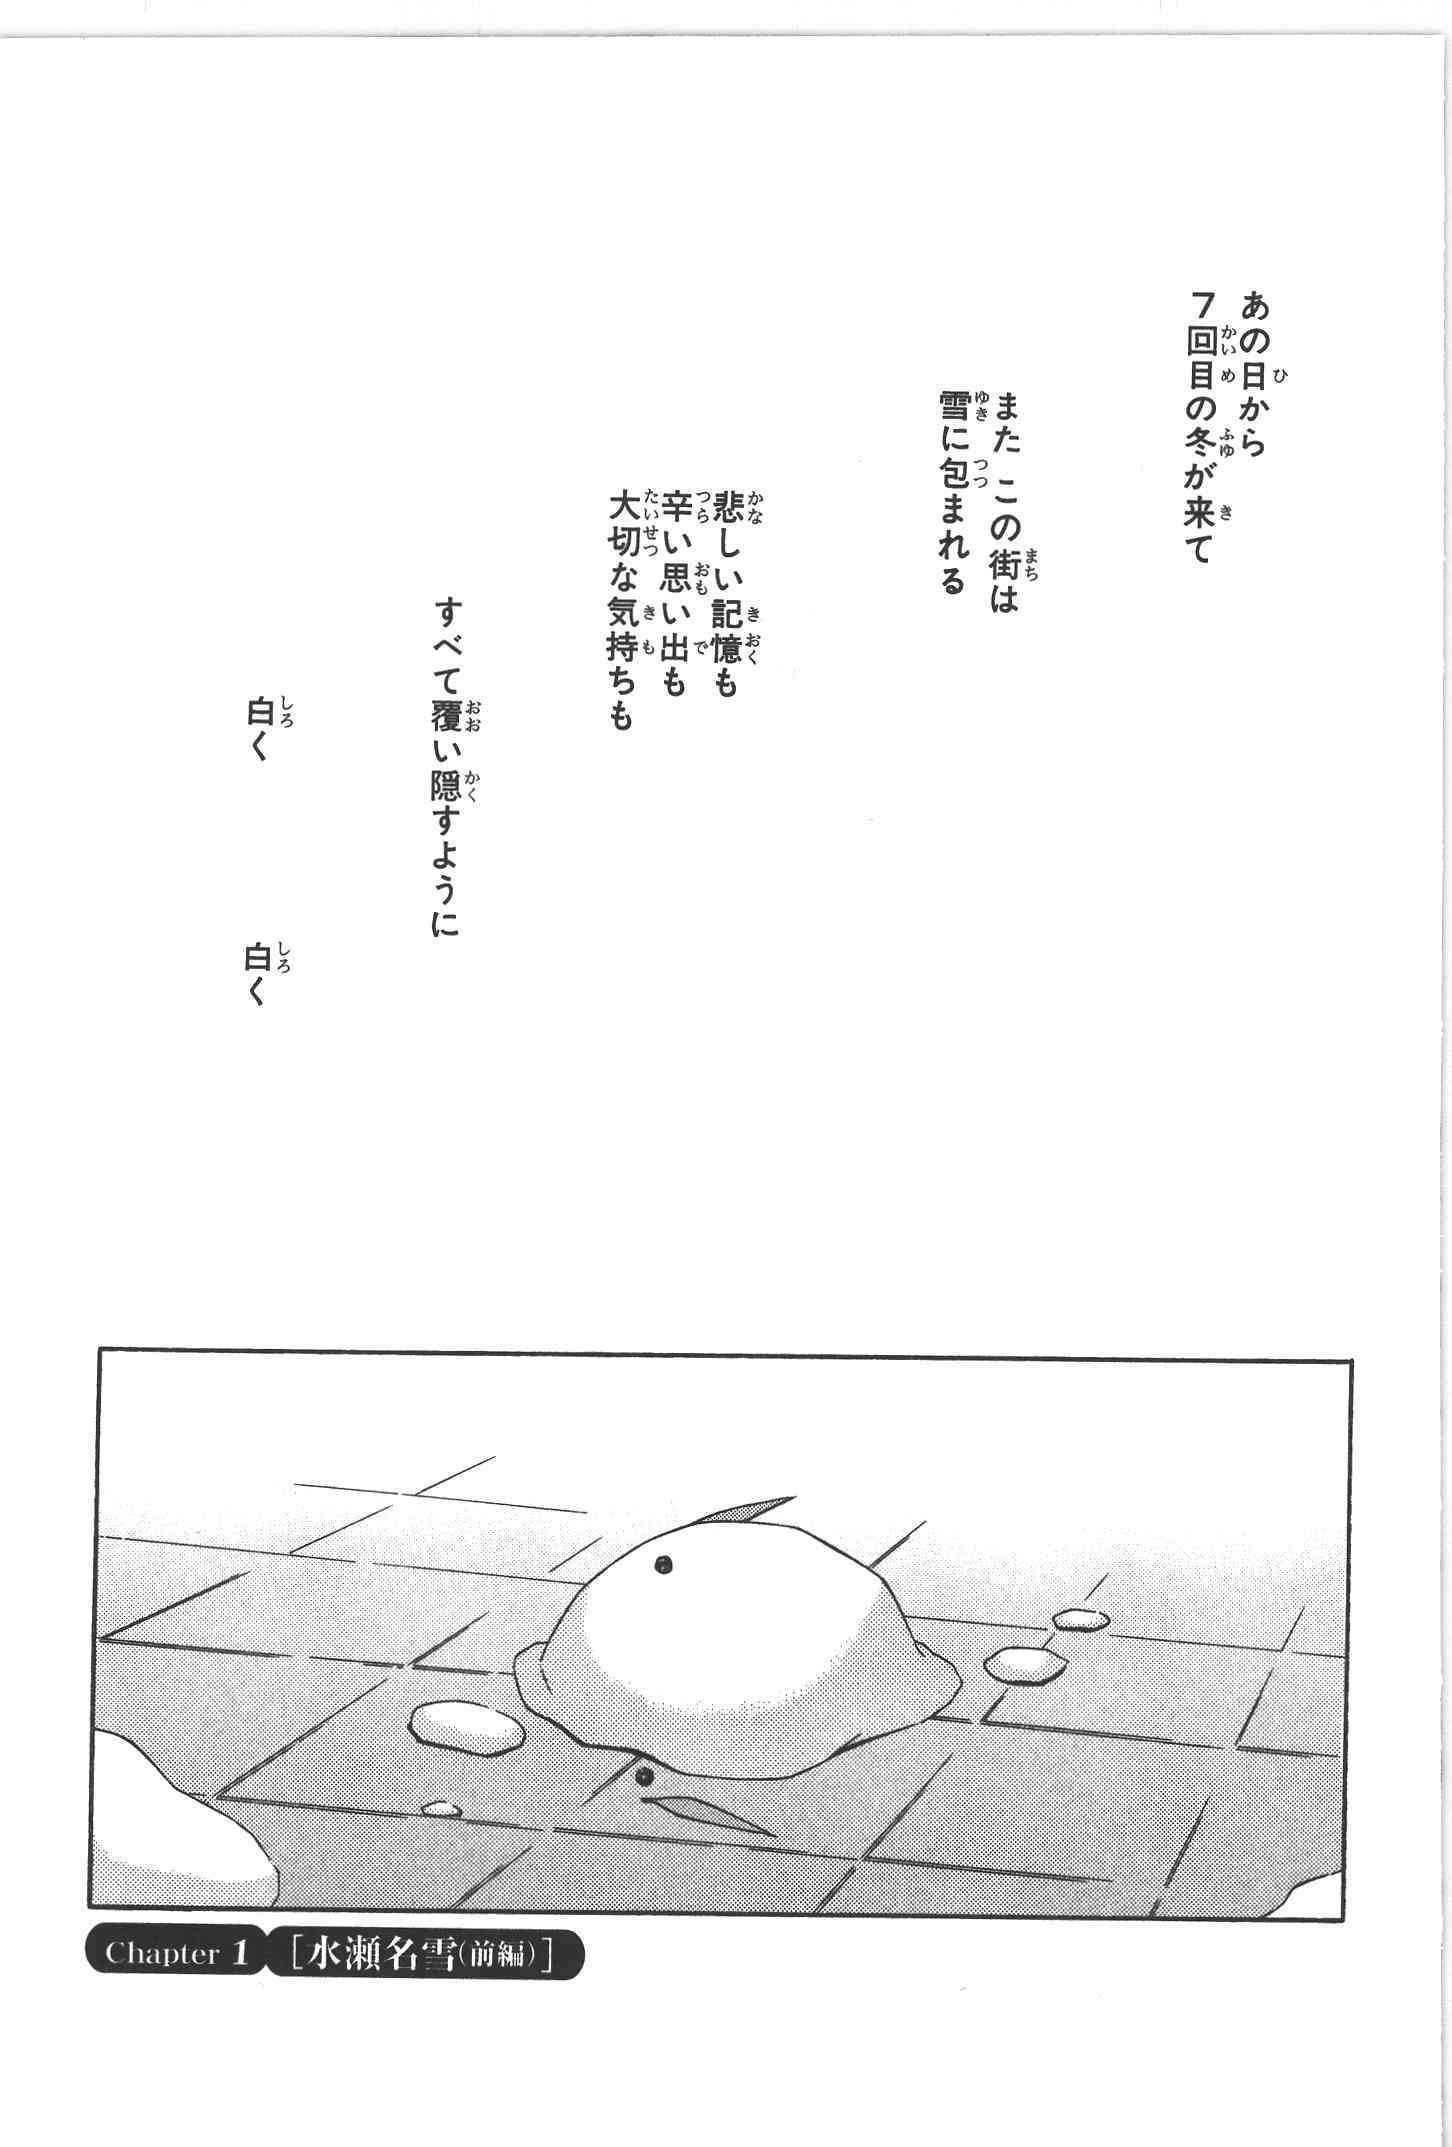 あの日から
7回目の冬が来て
また この街は
雪に包まれる
悲しい記憶も
辛い思い出も
大切な気持ちも
すべて覆い隠すように
白く
白く
Chapter 1 [水瀬名雪(前編)]